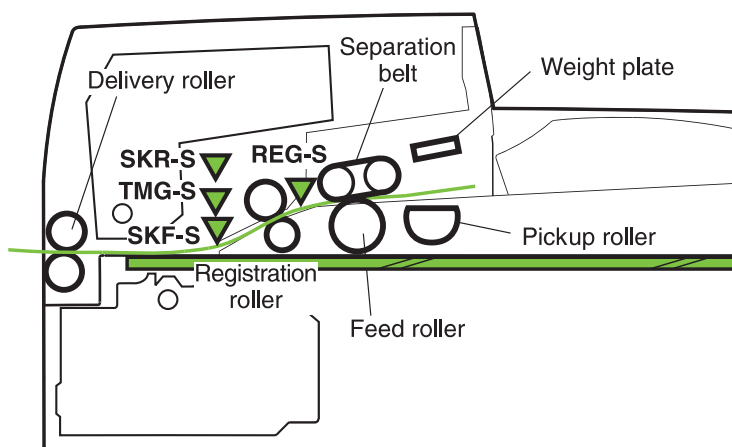 Separation
belt
Delivery roller
Weight plate
SKR-S
REG-S
TMG-S
SKF-S
Pickup roller
Registration
roller
Feed roller